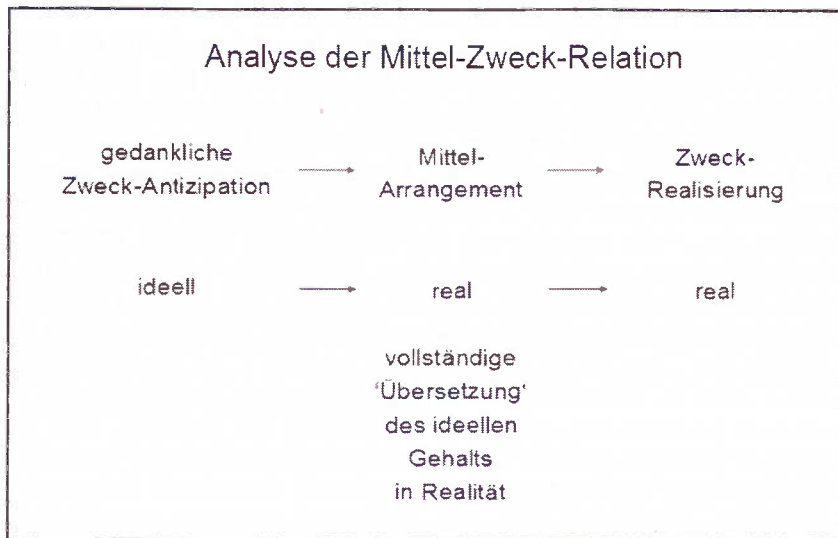 Analyse der Mittel-Zweck-Relation
gedankliche
Zweck-Antizipation
Mittel-
Arrangement
Zweck-
Realisierung
ideell
real
real
vollständige
'Übersetzung'
des ideellen
Gehalts
in Realität